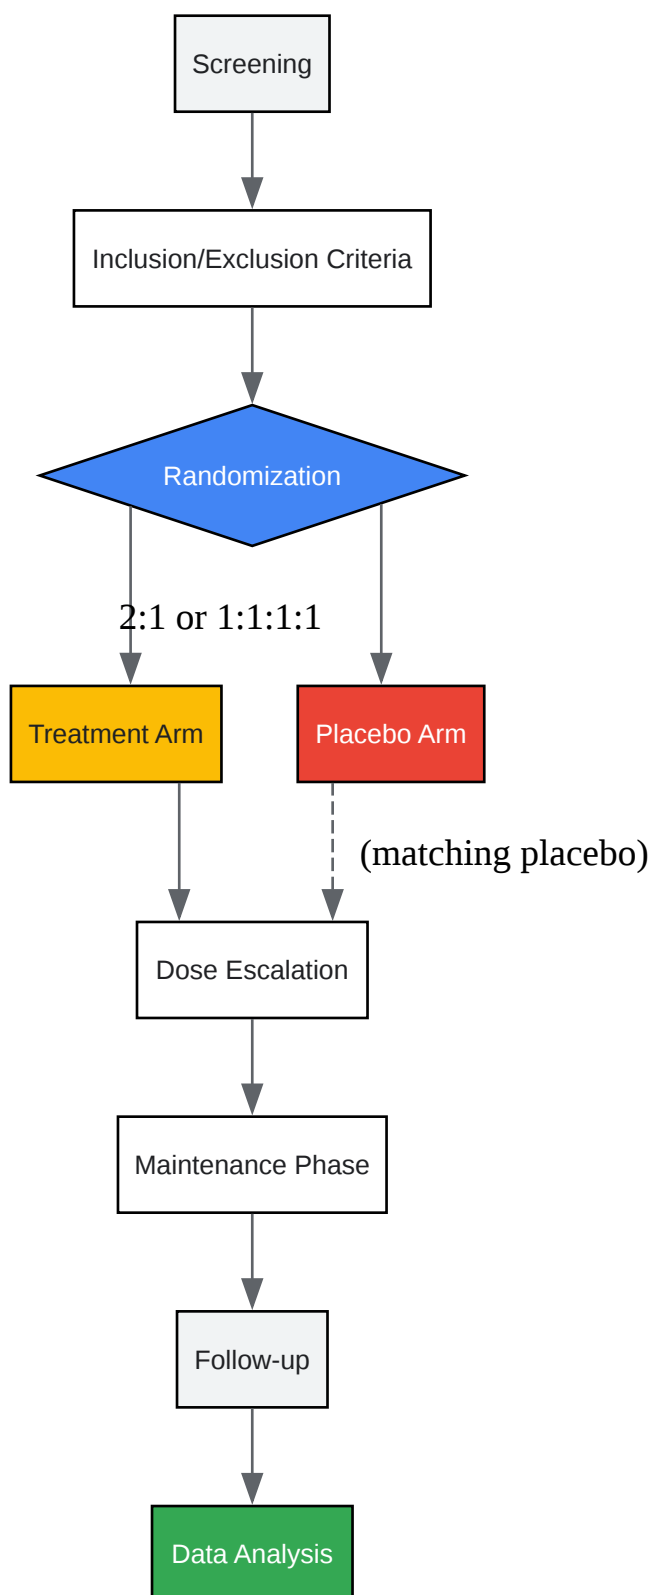 Screening
Inclusion/Exclusion Criteria
Randomization
2:1 or 1:1:1:1
Treatment Arm
Placebo Arm
(matching placebo)
Dose Escalation
Maintenance Phase
Follow-up
Data Analysis